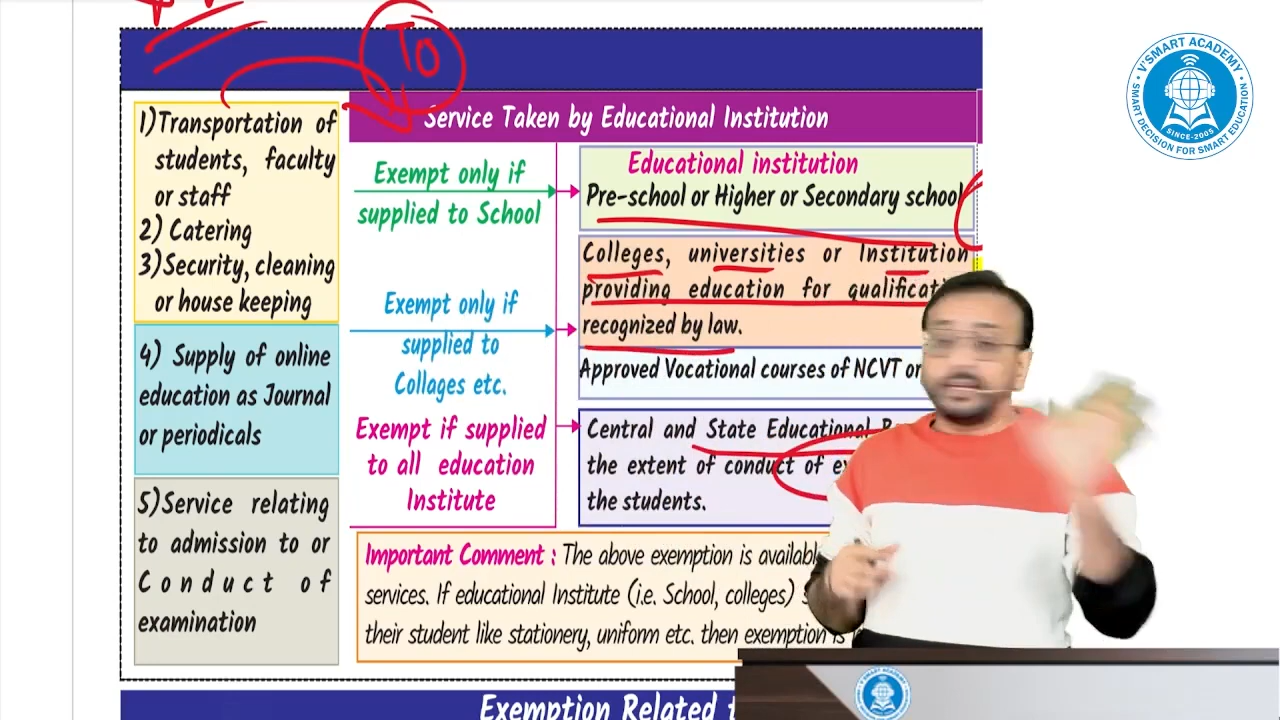 To
Service Taken by Educational Institution
1)Transportation of
students, faculty
or staff
2) Catering
3)Security, cleaning
or house keeping
4) Supply of online
education as Journal
or periodicals
5)Service relating
to admission to or
Conduct of
examination
Exempt only if
supplied to School
Exempt only if
supplied to
Collages etc.
Exempt if supplied
to all education
Institute
Educational institution
Pre-school or Higher or Secondary school
Colleges, universities or Institution
providing education for
recognized by law.
Approved Vocational courses of NCVT or
Central and State Educational
the extent of conduct of
the students.
Important Comment : The above exemption is
services. If educational Institute (i.e. School, colleges)
their student like stationery, uniform etc. then exemption is
Exemption Related
V'SMART ACADEMY
SINCE-2005
SMART DECISION FOR SMART EDUCATION